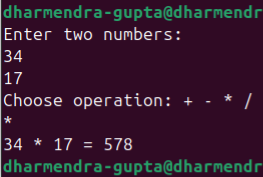 dharmendra-gupta@dharmendr
Enter two numbers:
34
17
Choose operation: + - * /
*
34 * 17 = 578
dharmendra-gupta@dharmendr